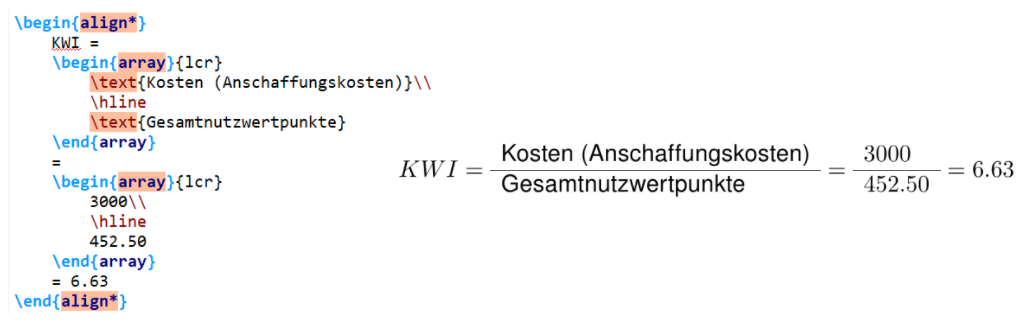 \begin{align*}
KWI =
\begin{array}{lcr}
\text{Kosten (Anschaffungskosten)}\\
\hline
\text{Gesamtnutzwertpunkte}
\end{array}
=
\begin{array}{lcr}
3000\\
\hline
452.50
\end{array}
= 6.63
\end{align*}
KWI = Kosten (Anschaffungskosten) = 3000 = 6.63
Gesamtnutzwertpunkte 452.50